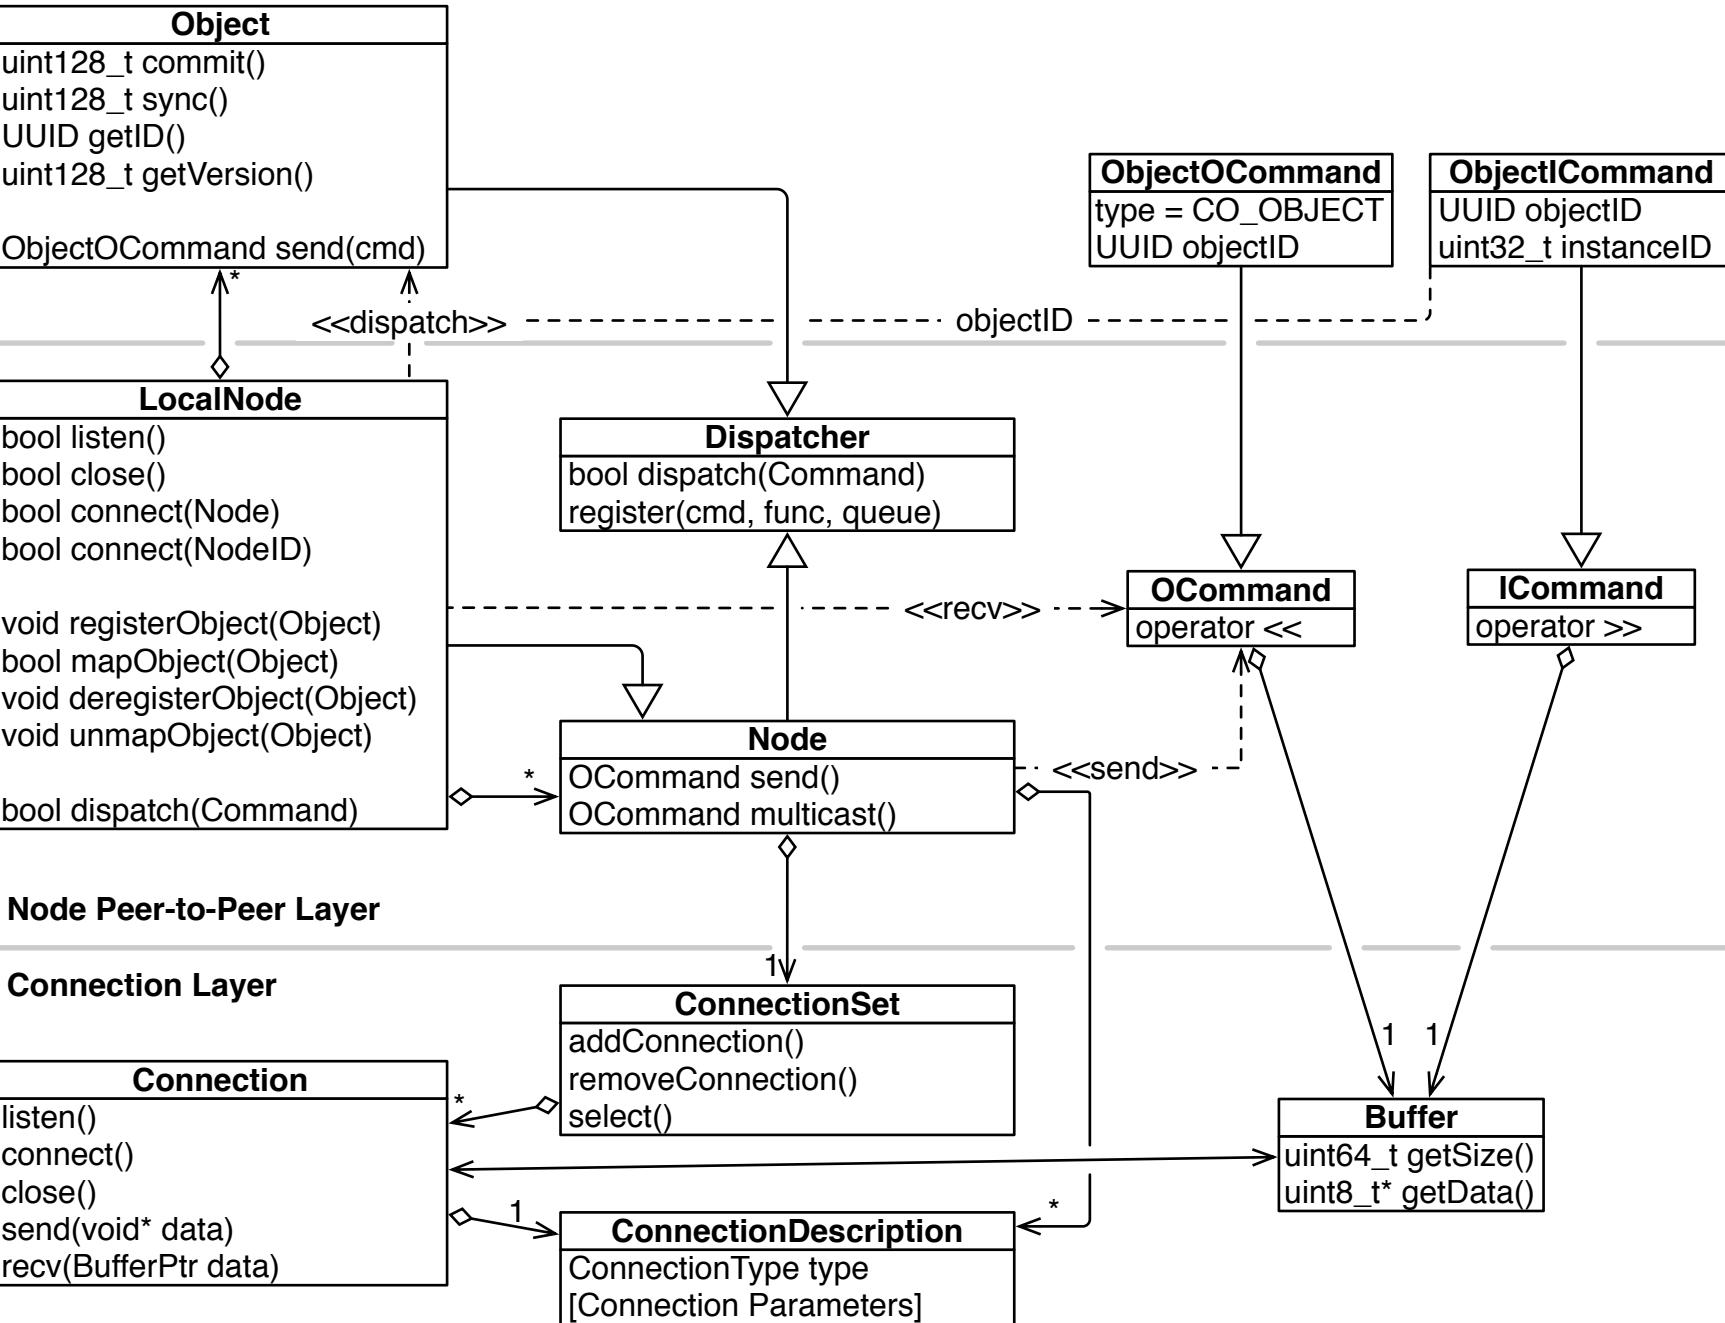 Object
uint128_t commit()
uint128_t sync()
UUID getID()
uint128_t getVersion()
ObjectOCommand send(cmd)
ObjectOCommand
type = CO_OBJECT
UUID objectID
ObjectICommand
UUID objectID
uint32_t instanceID
*
<<dispatch>>
objectID
LocalNode
bool listen()
bool close()
bool connect(Node)
bool connect(NodeID)
void registerObject(Object)
bool mapObject(Object)
void deregisterObject(Object)
void unmapObject(Object)
bool dispatch(Command)
Dispatcher
bool dispatch(Command)
register(cmd, func, queue)
<<recv>>
OCommand
operator <<
ICommand
operator >>
*
Node
OCommand send()
OCommand multicast()
<<send>>
Node Peer-to-Peer Layer
Connection Layer
1
ConnectionSet
addConnection()
removeConnection()
select()
*
Connection
listen()
connect()
close()
send(void* data)
recv(BufferPtr data)
1
*
ConnectionDescription
ConnectionType type
[Connection Parameters]
1
1
Buffer
uint64_t getSize()
uint8_t* getData()